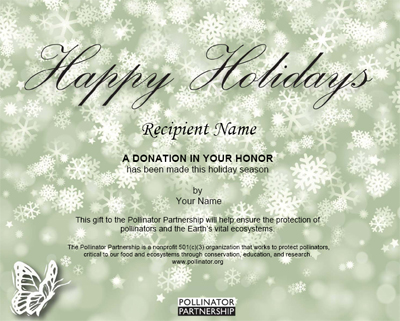 Happy Holidays
Recipient Name
A DONATION IN YOUR HONOR
has been made this holiday season
by
Your Name
This gift to the Pollinator Partnership will help ensure the protection of
pollinators and the Earth's vital ecosystems.
The Pollinator Partnership is a nonprofit 501(c)(3) organization that works to protect pollinators,
critical to our food and ecosystems through conservation, education, and research.
www.pollinator.org
POLLINATOR
PARTNERSHIP